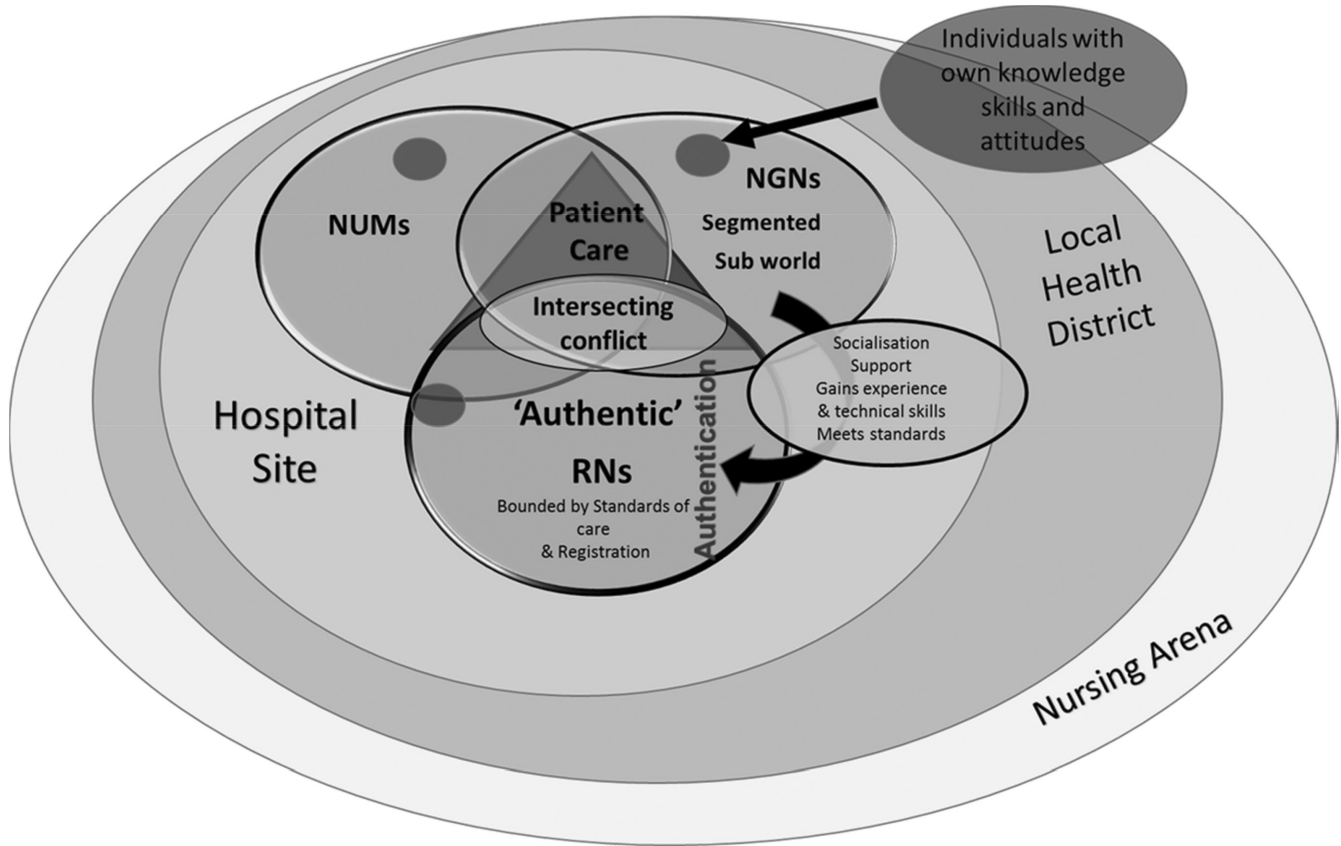 Individuals with
own knowledge
skills and
attitudes
NUMs
Patient
Care
NGNs
Segmented
Sub world
Local
Health
District
Intersecting
conflict
Socialisation
Support
Gains experience
& technical skills
Meets standards
Hospital
Site
‘Authentic’
RNs
Bounded by Standards of
care
& Registration
Authentication
Nursing Arena